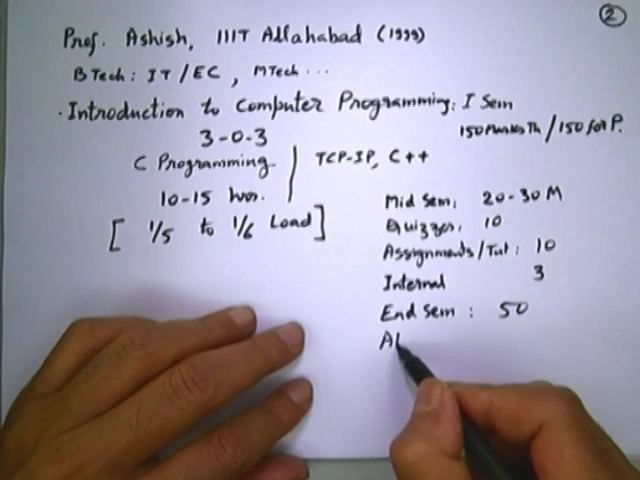 2
Prof. Ashish, IIIT Allahabad (1999)
BTech: IT/EC, MTech ...
· Introduction to Computer Programming: I Sem
3-0-3
150 Marks Th / 150 for P.
C Programming | TCP-IP, C++
10-15 hrs.
[ 1/5 to 1/6 Load ]
Mid Sem: 20-30 M
Quizzes: 10
Assignments/Tut: 10
Internal 3
End Sem: 50